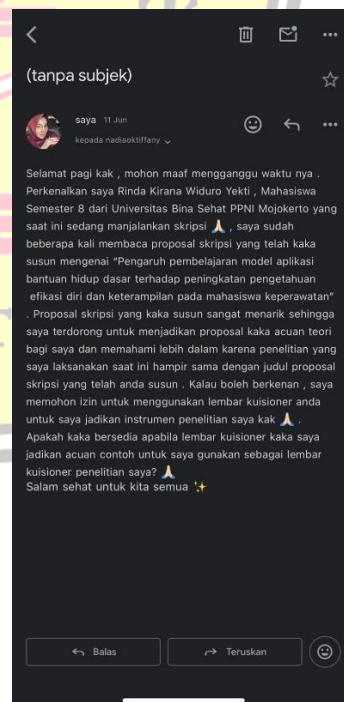 (tanpa subjek)
saya 11 Jun
kepada nadiaoktiffany
Selamat pagi kak , mohon maaf mengganggu waktu nya .
Perkenalkan saya Rinda Kirana Widuro Yekti , Mahasiswa
Semester 8 dari Universitas Bina Sehat PPNI Mojokerto yang
saat ini sedang manjalankan skripsi 🙏🏻 , saya sudah
beberapa kali membaca proposal skripsi yang telah kaka
susun mengenai “Pengaruh pembelajaran model aplikasi
bantuan hidup dasar terhadap peningkatan pengetahuan
efikasi diri dan keterampilan pada mahasiswa keperawatan”
. Proposal skripsi yang kaka susun sangat menarik sehingga
saya terdorong untuk menjadikan proposal kaka acuan teori
bagi saya dan memahami lebih dalam karena penelitian yang
saya laksanakan saat ini hampir sama dengan judul proposal
skripsi yang telah anda susun . Kalau boleh berkenan , saya
memohon izin untuk menggunakan lembar kuisioner anda
untuk saya jadikan instrumen penelitian saya kak 🙏🏻 .
Apakah kaka bersedia apabila lembar kuisioner kaka saya
jadikan acuan contoh untuk saya gunakan sebagai lembar
kuisioner penelitian saya? 🙏🏻
Salam sehat untuk kita semua ✨
Balas
Teruskan